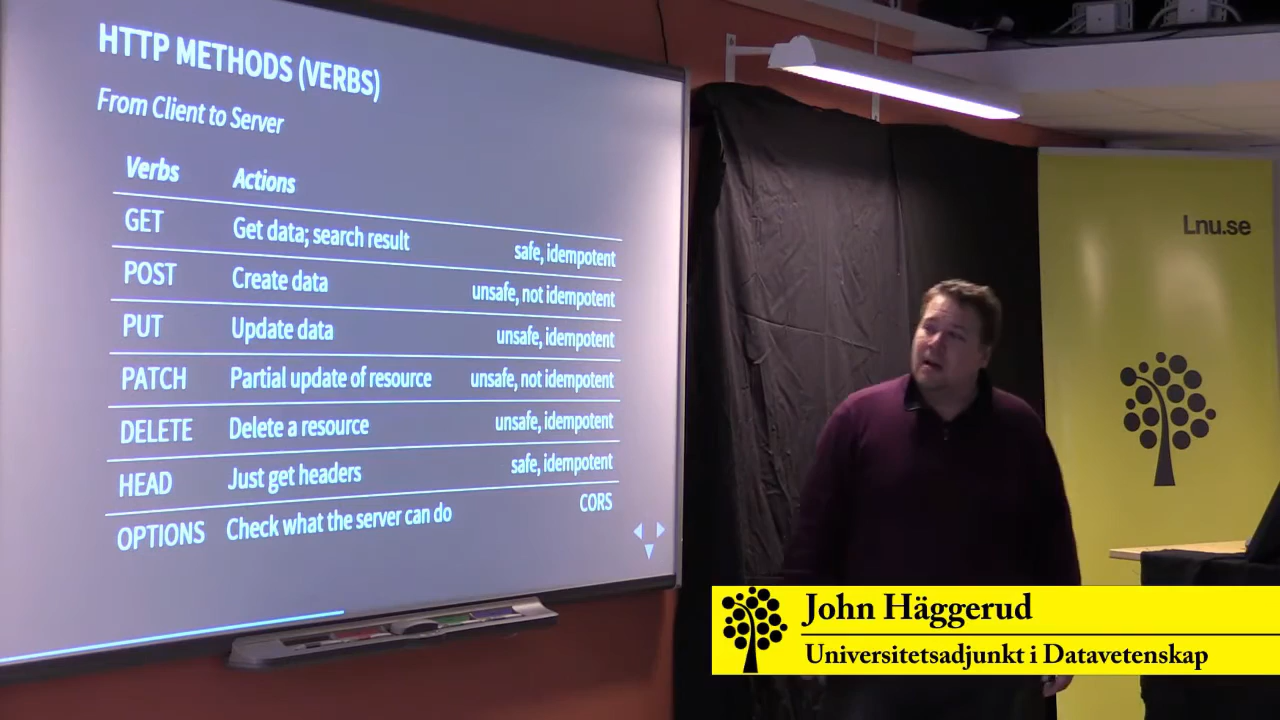 HTTP METHODS (VERBS)
From Client to Server
Verbs Actions
GET Get data; search result safe, idempotent
POST Create data unsafe, not idempotent
PUT Update data unsafe, idempotent
PATCH Partial update of resource unsafe, not idempotent
DELETE Delete a resource unsafe, idempotent
HEAD Just get headers safe, idempotent
OPTIONS Check what the server can do CORS
Lnu.se
John Häggerud
Universitetsadjunkt i Datavetenskap